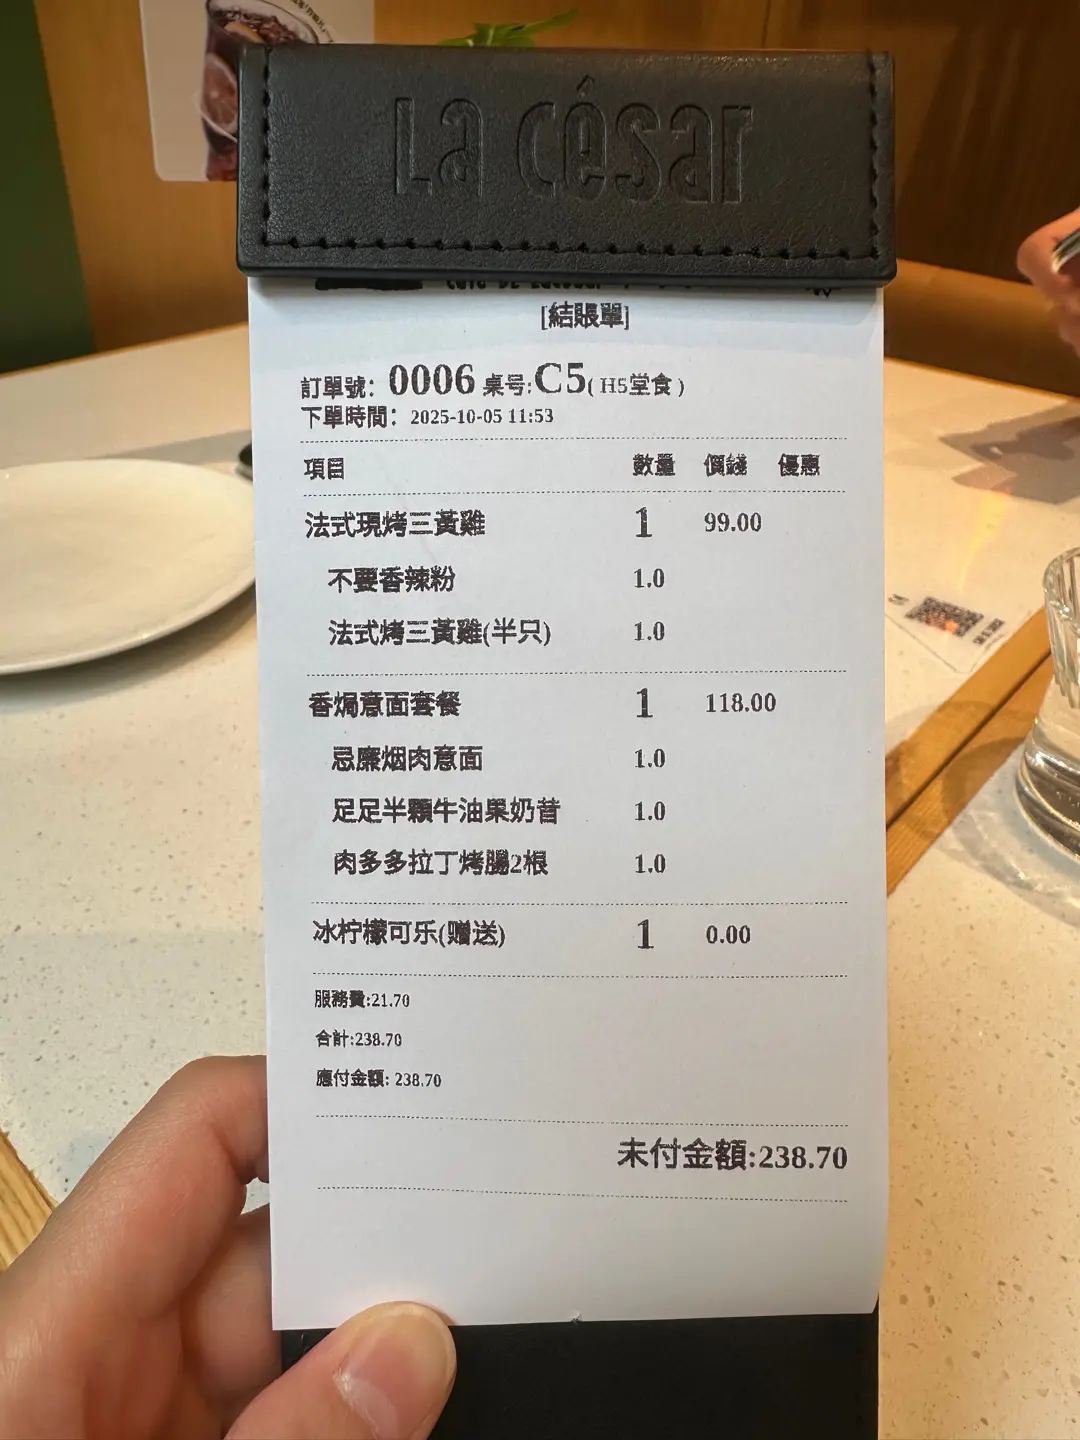 La César
[結賬單]
訂單號: 0006 桌号:C5( H5堂食 )
下單時間: 2025-10-05 11:53
項目 數量 價錢 優惠
法式現烤三黃雞 1 99.00
不要香辣粉 1.0
法式烤三黃雞(半只) 1.0
香焗意面套餐 1 118.00
忌廉烟肉意面 1.0
足足半顆牛油果奶昔 1.0
肉多多拉丁烤腸2根 1.0
冰柠檬可乐(赠送) 1 0.00
服務費:21.70
合計:238.70
應付金額: 238.70
未付金額:238.70